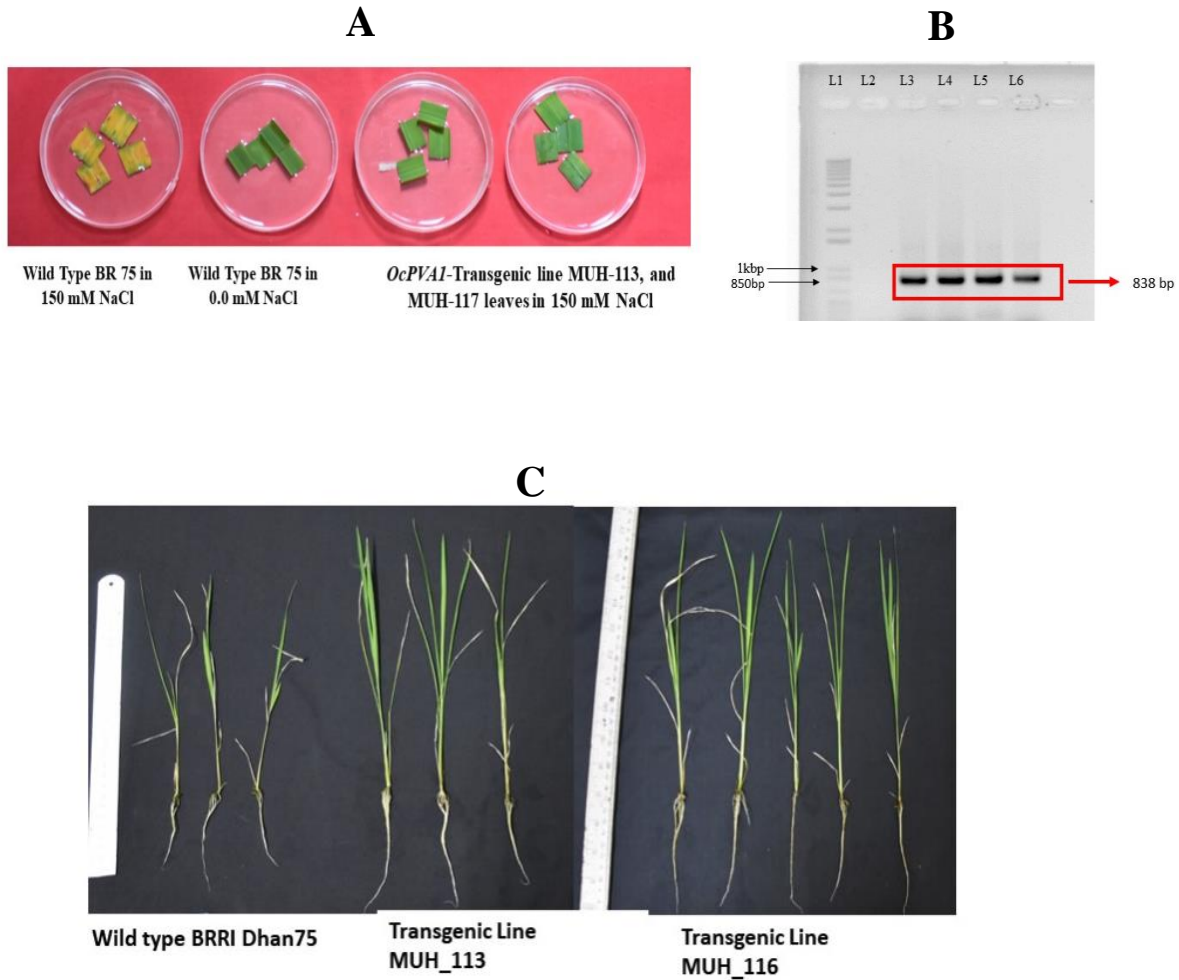 A
Wild Type BR 75 in
150 mM NaCl
Wild Type BR 75 in
0.0 mM NaCl
OcPVA1-Transgenic line MUH-113, and
MUH-117 leaves in 150 mM NaCl
B
L1 L2 L3 L4 L5 L6
1kbp
850bp
838 bp
C
Wild type BRRI Dhan75
Transgenic Line
MUH_113
Transgenic Line
MUH_116